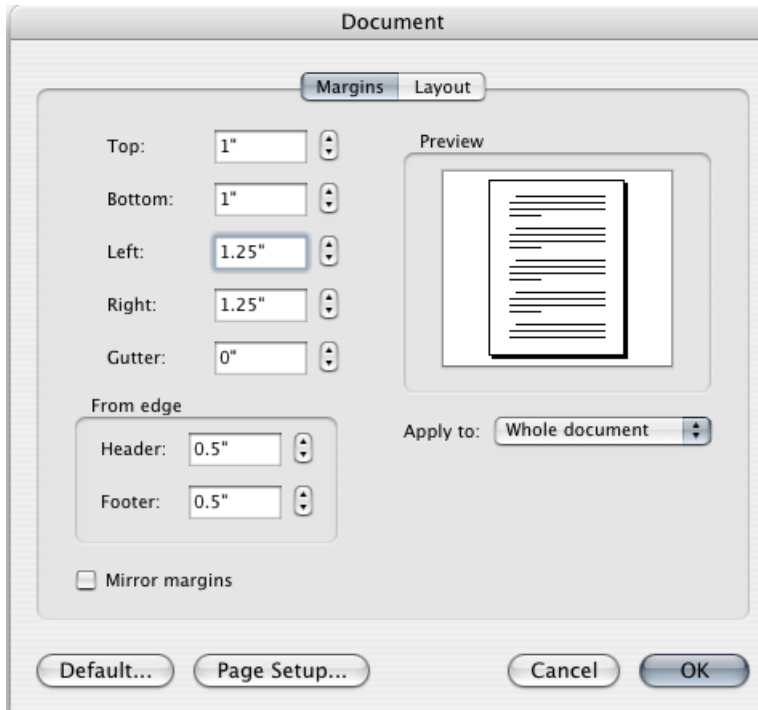 Document
Margins Layout
Top: 1"
Bottom: 1"
Left: 1.25"
Right: 1.25"
Gutter: 0"
From edge
Header: 0.5"
Footer: 0.5"
Mirror margins
Preview
Apply to: Whole document
Default... Page Setup... Cancel OK